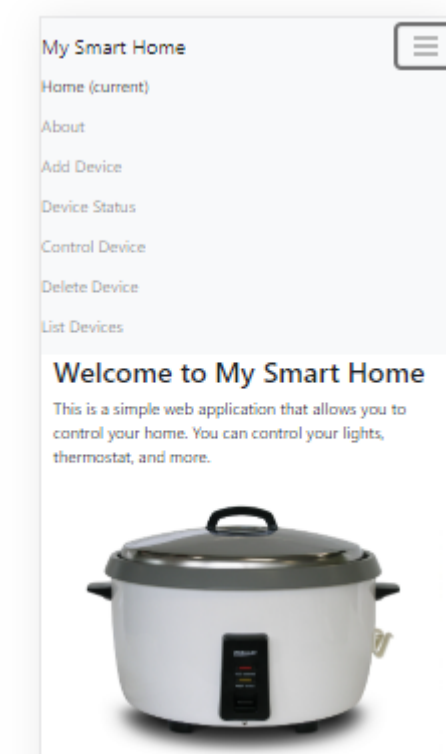 My Smart Home
Home (current)
About
Add Device
Device Status
Control Device
Delete Device
List Devices
Welcome to My Smart Home
This is a simple web application that allows you to
control your home. You can control your lights,
thermostat, and more.